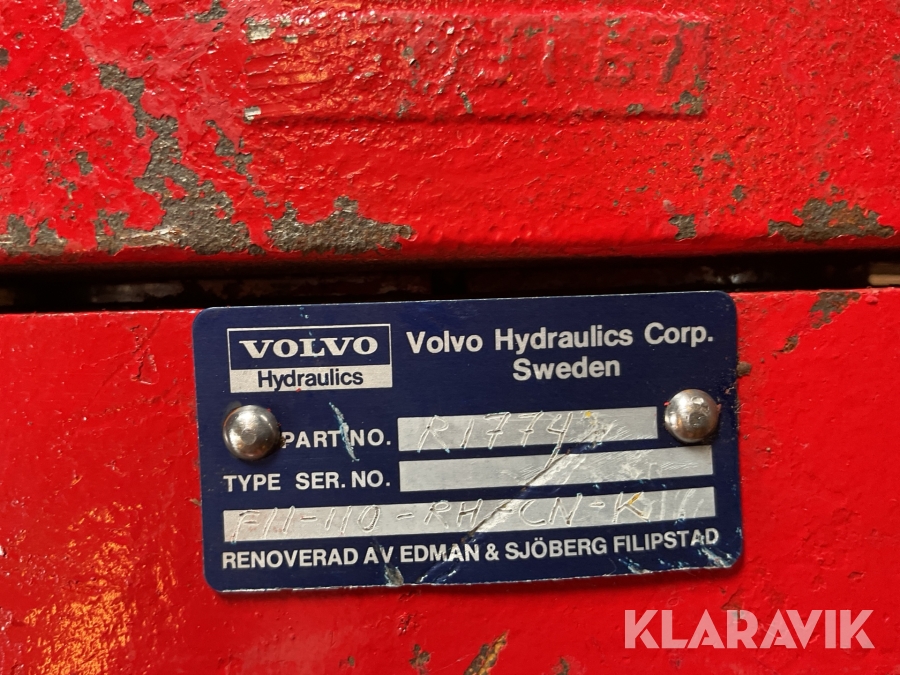 VOLVO
Hydraulics
Volvo Hydraulics Corp.
Sweden
PART NO. R1774
TYPE SER. NO.
F11-110-RH-CN-K
RENOVERAD AV EDMAN & SJÖBERG FILIPSTAD
KLARAVIK